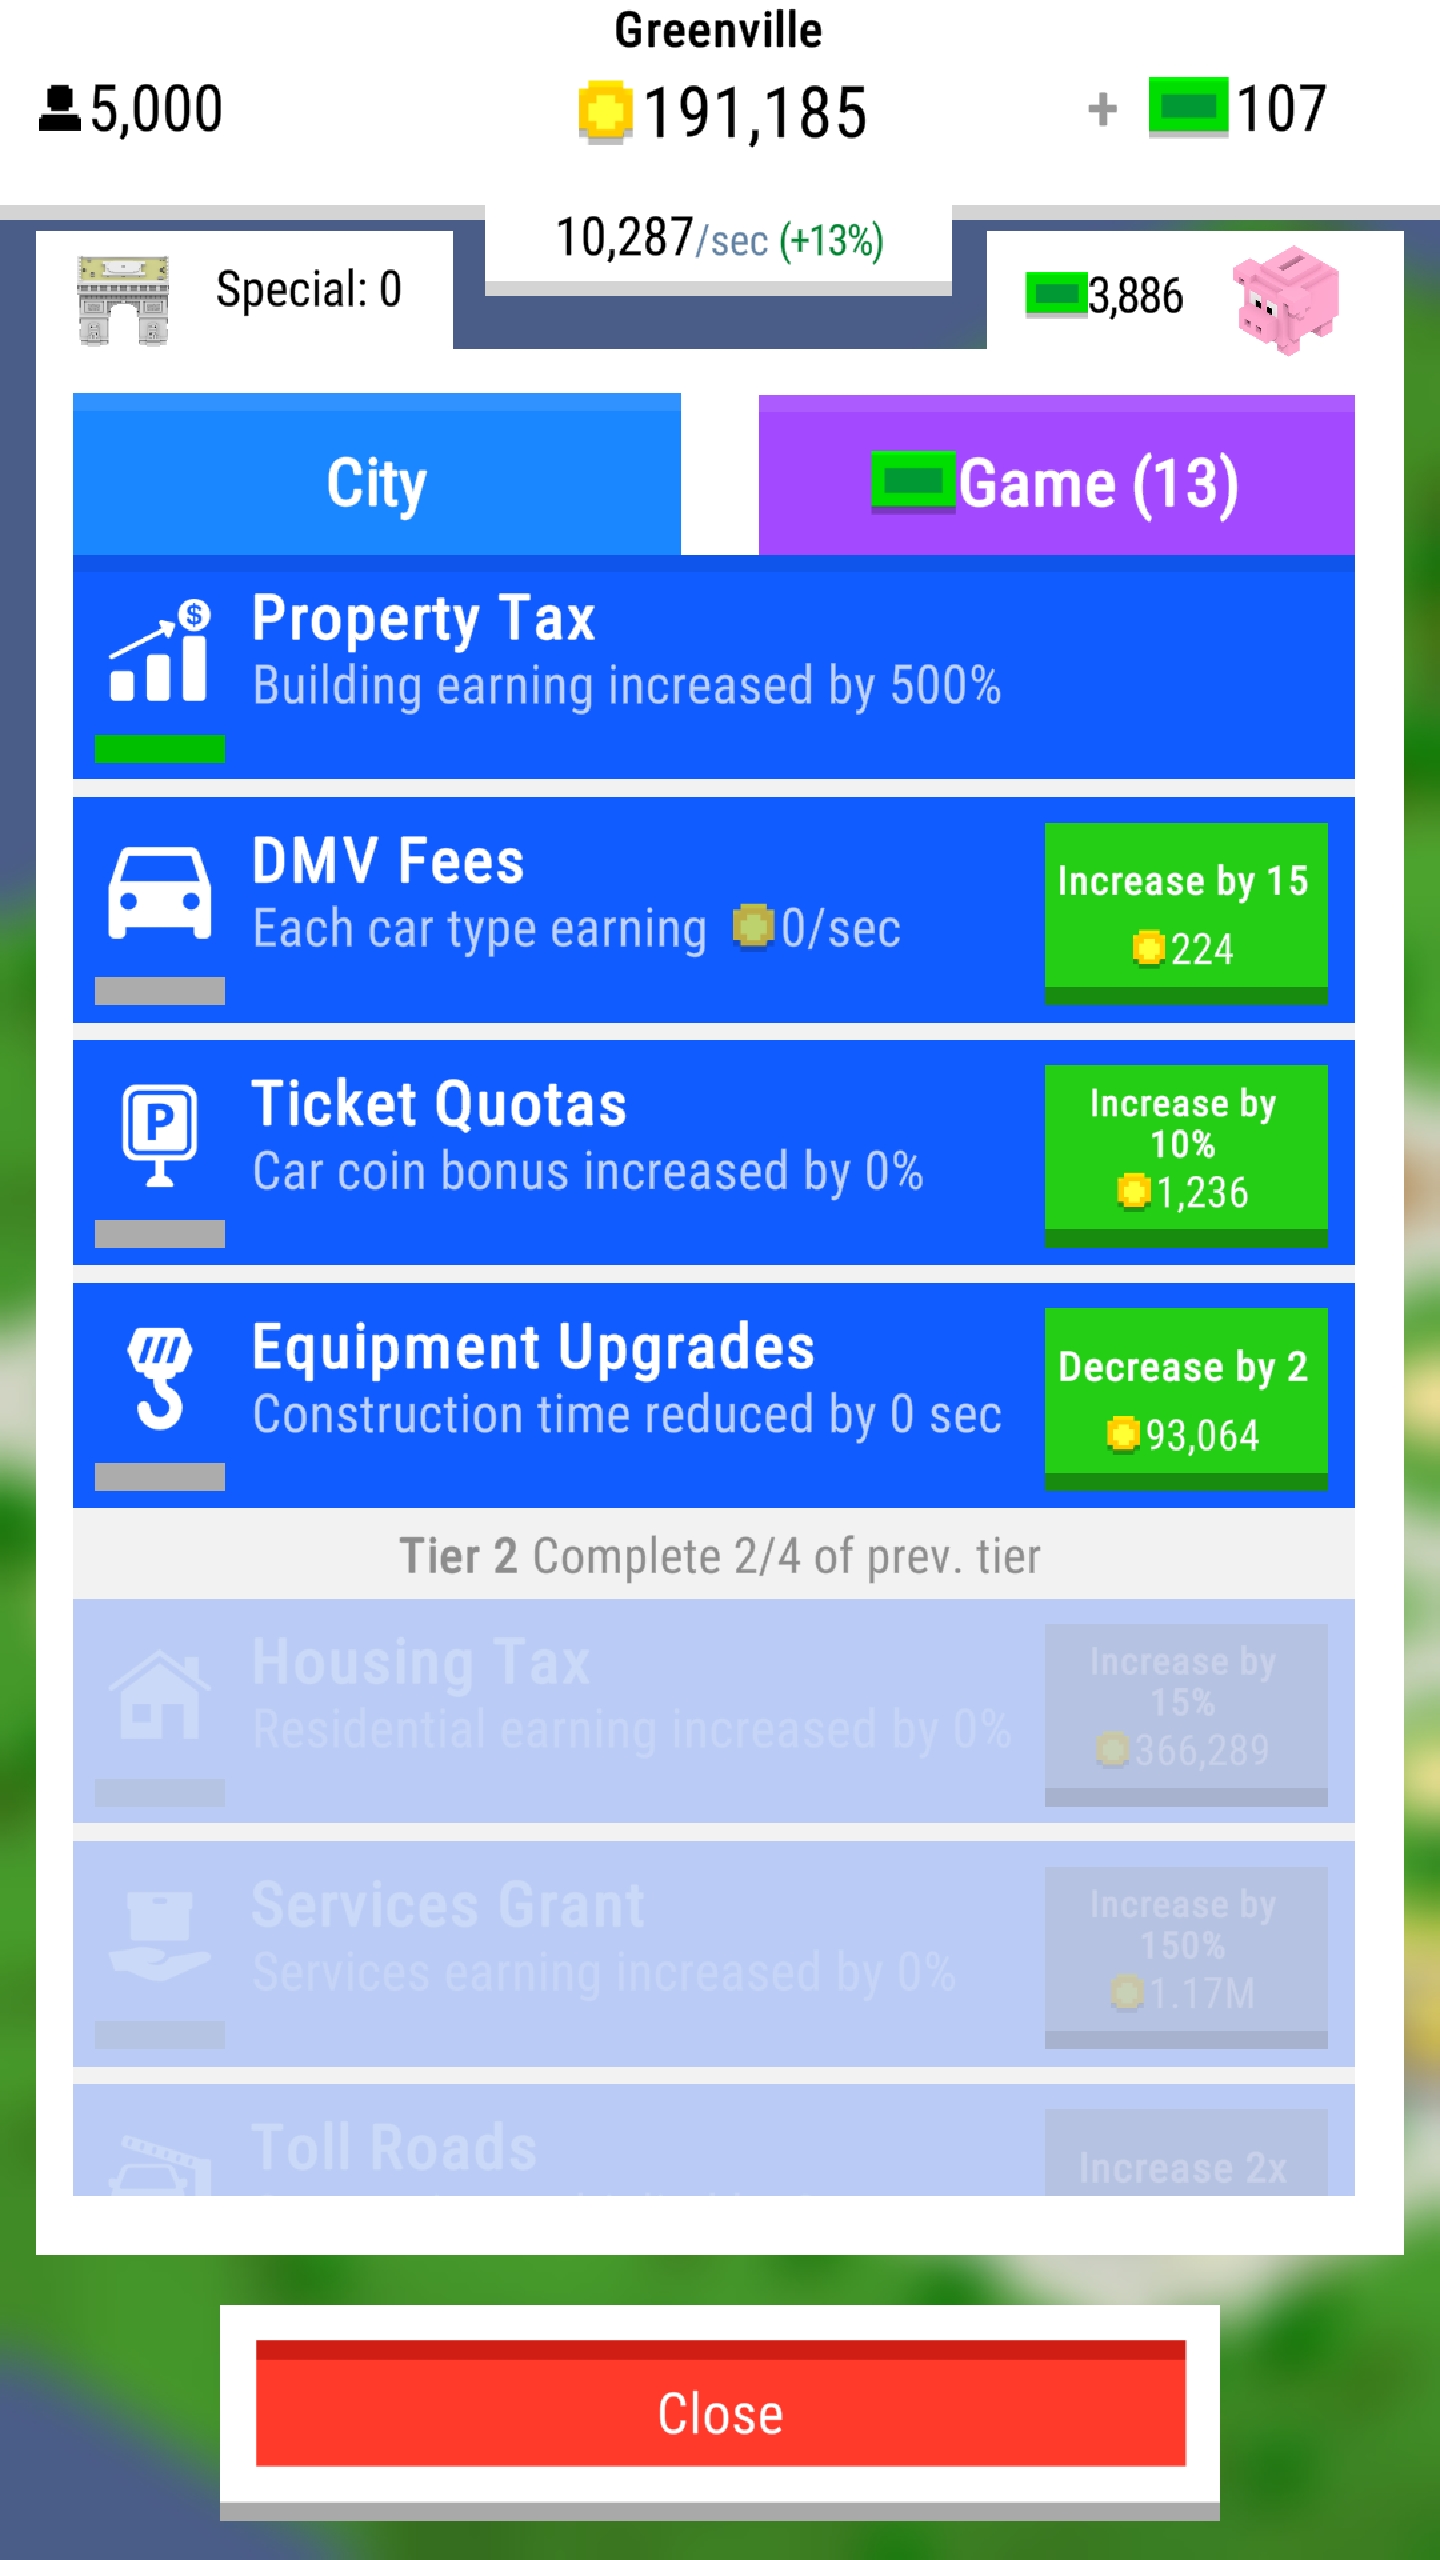 Greenville
5,000
191,185
+ 107
10,287/sec (+13%)
Special: 0
3,886
City
Game (13)
Property Tax
Building earning increased by 500%
DMV Fees
Each car type earning 0/sec
Increase by 15
224
P
Ticket Quotas
Car coin bonus increased by 0%
Increase by
10%
1,236
Equipment Upgrades
Construction time reduced by 0 sec
Decrease by 2
93,064
Tier 2 Complete 2/4 of prev. tier
Housing Tax
Residential earning increased by 0%
Increase by
15%
366,289
Services Grant
Services earning increased by 0%
Increase by
150%
1.17M
Toll Roads
Increase 2x
Close